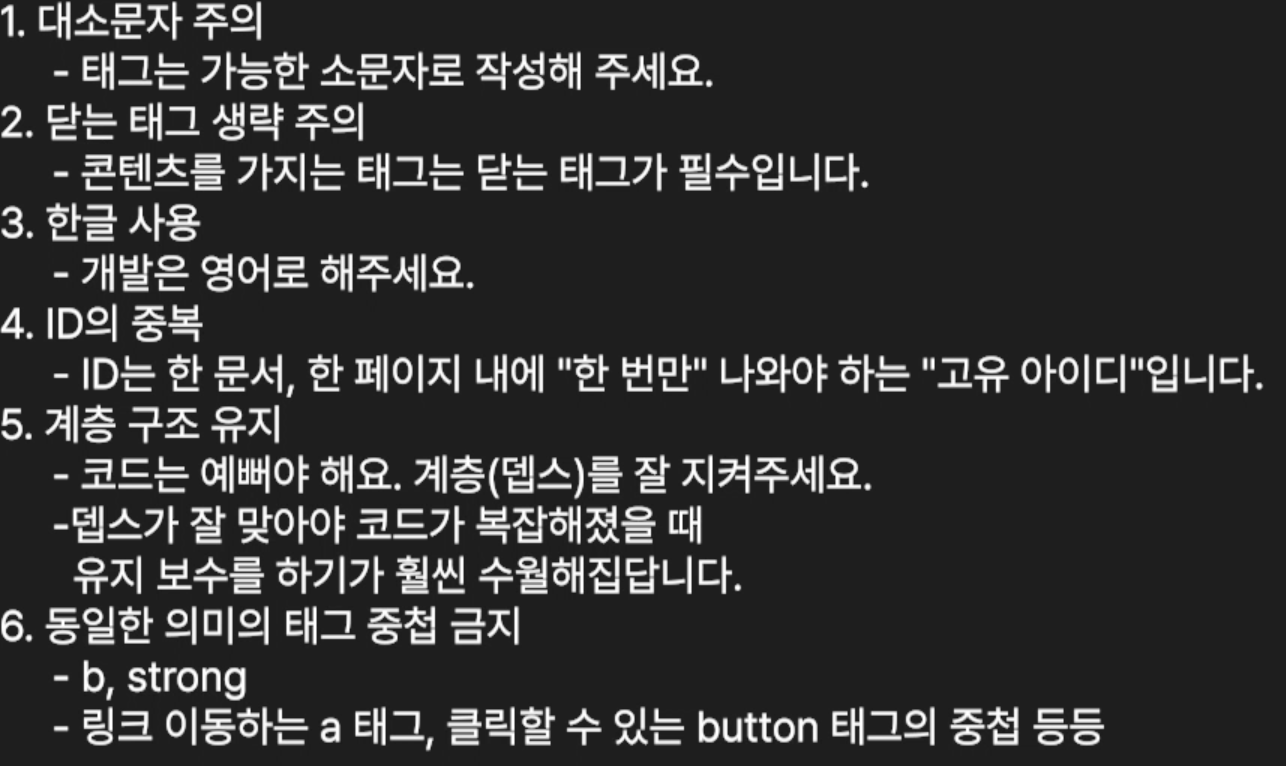 1. 대소문자 주의
- 태그는 가능한 소문자로 작성해 주세요.
2. 닫는 태그 생략 주의
- 콘텐츠를 가지는 태그는 닫는 태그가 필수입니다.
3. 한글 사용
- 개발은 영어로 해주세요.
4. ID의 중복
- ID는 한 문서, 한 페이지 내에 "한 번만" 나와야 하는 "고유 아이디"입니다.
5. 계층 구조 유지
- 코드는 예뻐야 해요. 계층(뎁스)를 잘 지켜주세요.
-뎁스가 잘 맞아야 코드가 복잡해졌을 때
유지 보수를 하기가 훨씬 수월해집답니다.
6. 동일한 의미의 태그 중첩 금지
- b, strong
- 링크 이동하는 a 태그, 클릭할 수 있는 button 태그의 중첩 등등